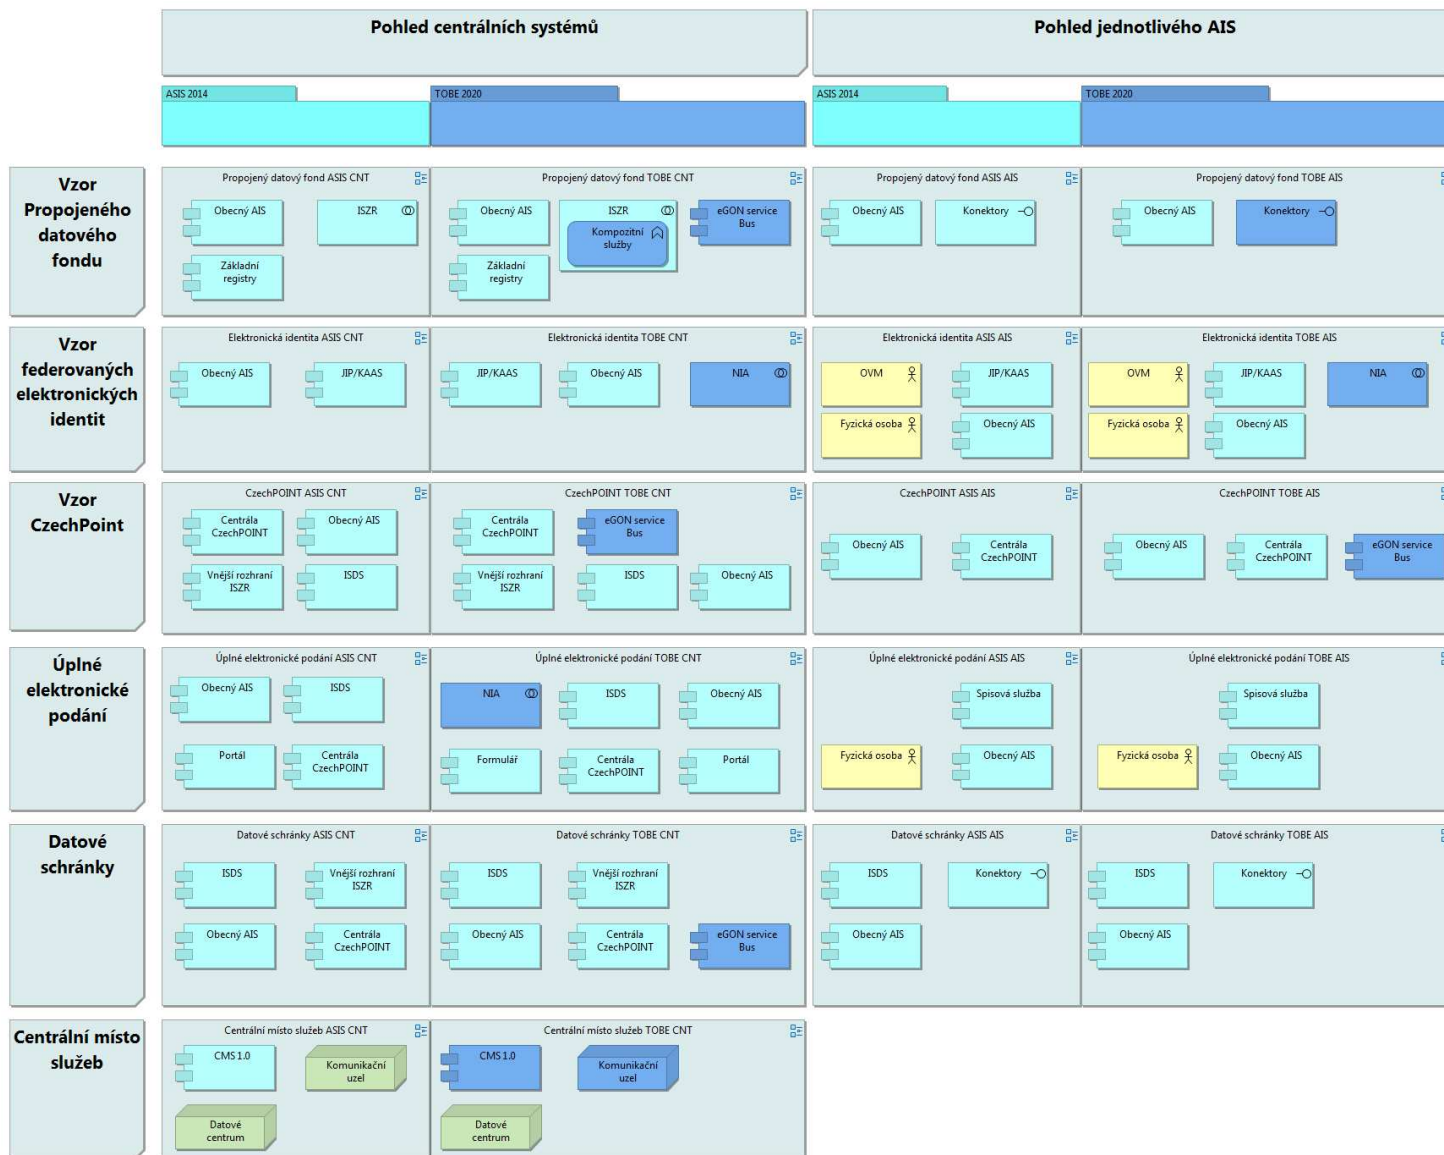 Pohled centrálních systémů
Pohled jednotlivého AIS
ASIS 2014
TOBE 2020
ASIS 2014
TOBE 2020
Vzor
Propojeného
datového
fondu
Propojený datový fond ASIS CNT
Obecný AIS
ISZR
Základní
registry
Propojený datový fond TOBE CNT
Obecný AIS
ISZR
Kompozitní
služby
eGON service
Bus
Základní
registry
Propojený datový fond ASIS AIS
Obecný AIS
Konektory
Propojený datový fond TOBE AIS
Obecný AIS
Konektory
Vzor
federovaných
elektronických
identit
Elektronická identita ASIS CNT
Obecný AIS
JIP/KAAS
Elektronická identita TOBE CNT
JIP/KAAS
Obecný AIS
NIA
Elektronická identita ASIS AIS
OVM
JIP/KAAS
Fyzická osoba
Obecný AIS
Elektronická identita TOBE AIS
OVM
JIP/KAAS
NIA
Fyzická osoba
Obecný AIS
Vzor
CzechPoint
CzechPOINT ASIS CNT
Centrála
CzechPOINT
Obecný AIS
Vnější rozhraní
ISZR
ISDS
CzechPOINT TOBE CNT
Centrála
CzechPOINT
eGON service
Bus
Vnější rozhraní
ISZR
ISDS
Obecný AIS
CzechPOINT ASIS AIS
Obecný AIS
Centrála
CzechPOINT
CzechPOINT TOBE AIS
Obecný AIS
Centrála
CzechPOINT
eGON service
Bus
Úplné
elektronické
podání
Úplné elektronické podání ASIS CNT
Obecný AIS
ISDS
Portál
Centrála
CzechPOINT
Úplné elektronické podání TOBE CNT
NIA
ISDS
Obecný AIS
Formulář
Centrála
CzechPOINT
Portál
Úplné elektronické podání ASIS AIS
Spisová služba
Fyzická osoba
Obecný AIS
Úplné elektronické podání TOBE AIS
Spisová služba
Fyzická osoba
Obecný AIS
Datové
schránky
Datové schránky ASIS CNT
ISDS
Vnější rozhraní
ISZR
Obecný AIS
Centrála
CzechPOINT
Datové schránky TOBE CNT
ISDS
Vnější rozhraní
ISZR
Obecný AIS
Centrála
CzechPOINT
eGON service
Bus
Datové schránky ASIS AIS
ISDS
Konektory
Obecný AIS
Datové schránky TOBE AIS
ISDS
Konektory
Obecný AIS
Centrální místo
služeb
Centrální místo služeb ASIS CNT
CMS 1.0
Komunikační
uzel
Datové
centrum
Centrální místo služeb TOBE CNT
CMS 1.0
Komunikační
uzel
Datové
centrum